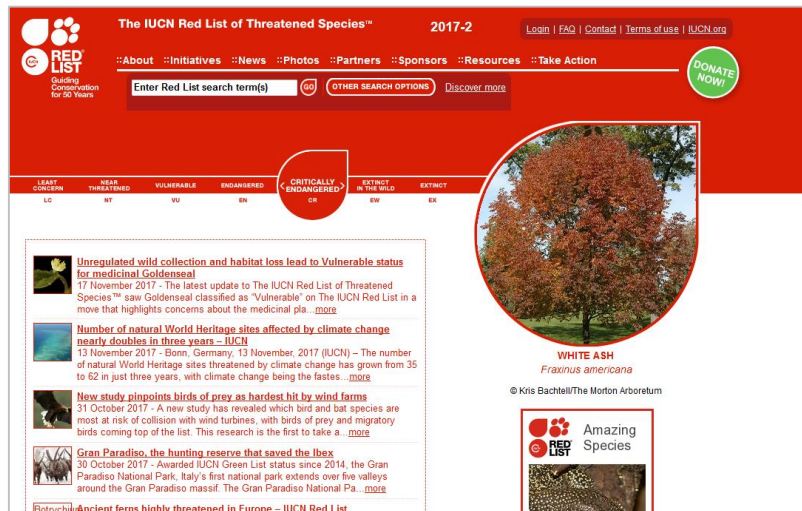 The IUCN Red List of Threatened Species™
2017-2
Login | FAQ | Contact | Terms of use | IUCN.org
IUCN
RED
LIST
Guiding
Conservation
for 50 Years
::About ::Initiatives ::News ::Photos ::Partners ::Sponsors ::Resources ::Take Action
DONATE
NOW!
Enter Red List search term(s) GO OTHER SEARCH OPTIONS Discover more
LEAST
CONCERN
LC
NEAR
THREATENED
NT
VULNERABLE
VU
ENDANGERED
EN
< CRITICALLY
ENDANGERED >
CR
EXTINCT
IN THE WILD
EW
EXTINCT
EX
Unregulated wild collection and habitat loss lead to Vulnerable status
for medicinal Goldenseal
17 November 2017 - The latest update to The IUCN Red List of Threatened
Species™ saw Goldenseal classified as “Vulnerable” on The IUCN Red List in a
move that highlights concerns about the medicinal pla...more
Number of natural World Heritage sites affected by climate change
nearly doubles in three years – IUCN
13 November 2017 - Bonn, Germany, 13 November, 2017 (IUCN) – The number
of natural World Heritage sites threatened by climate change has grown from 35
to 62 in just three years, with climate change being the fastes...more
New study pinpoints birds of prey as hardest hit by wind farms
31 October 2017 - A new study has revealed which bird and bat species are
most at risk of collision with wind turbines, with birds of prey and migratory
birds coming top of the list. This research is the first to take a...more
Gran Paradiso, the hunting reserve that saved the Ibex
30 October 2017 - Awarded IUCN Green List status since 2014, the Gran
Paradiso National Park, Italy's first national park extends over five valleys
around the Gran Paradiso massif. The Gran Paradiso National Pa...more
Ancient ferns highly threatened in Europe – IUCN Red List
WHITE ASH
Fraxinus americana
© Kris Bachtell/The Morton Arboretum
IUCN
RED
LIST
Amazing
Species